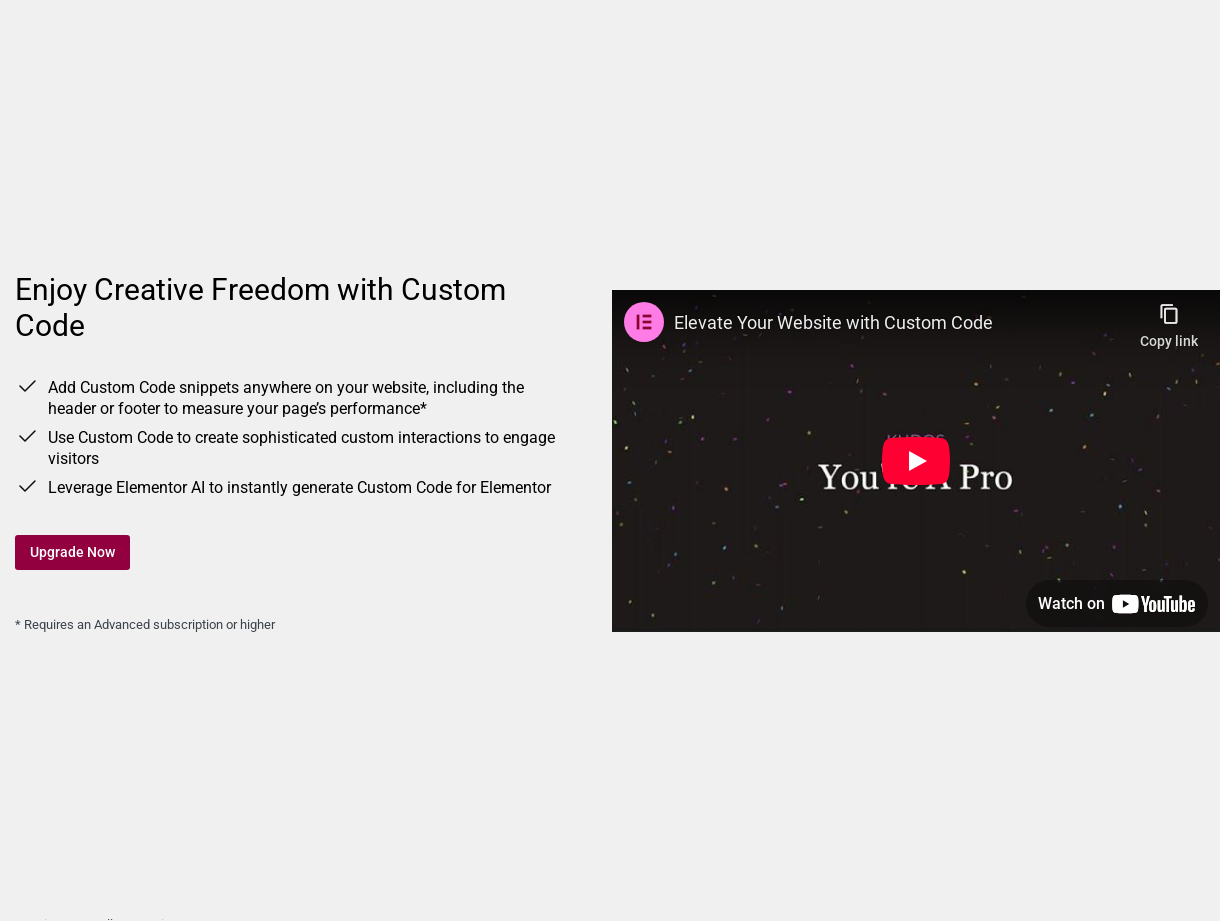 Enjoy Creative Freedom with Custom
Code
Add Custom Code snippets anywhere on your website, including the
header or footer to measure your page’s performance*
Use Custom Code to create sophisticated custom interactions to engage
visitors
Leverage Elementor AI to instantly generate Custom Code for Elementor
Upgrade Now
* Requires an Advanced subscription or higher
Elevate Your Website with Custom Code
Copy link
KUDOS
A Pro
Watch on YouTube